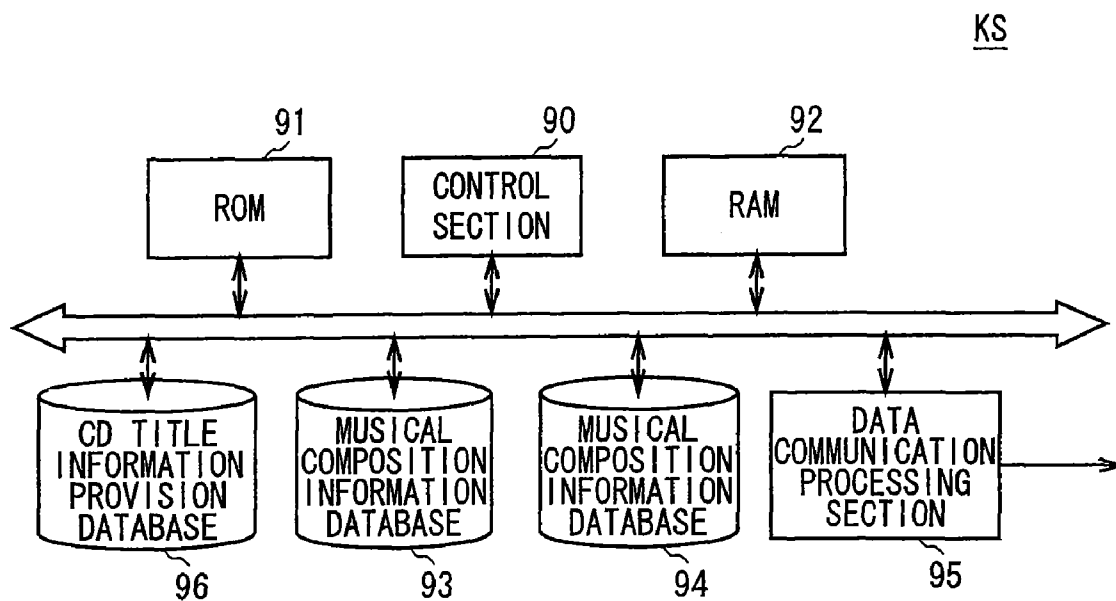 KS
91
90
92
ROM
CONTROL
SECTION
RAM
CD TITLE
INFORMATION
PROVISION
DATABASE
MUSICAL
COMPOSITION
INFORMATION
DATABASE
MUSICAL
COMPOSITION
INFORMATION
DATABASE
DATA
COMMUNICATION
PROCESSING
SECTION
96
93
94
95